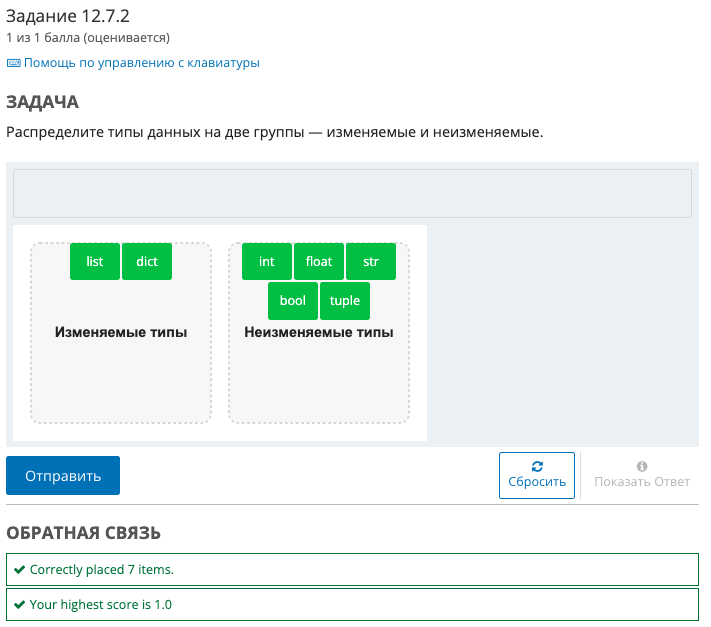 Задание 12.7.2
1 из 1 балла (оценивается)
Помощь по управлению с клавиатуры
ЗАДАЧА
Распределите типы данных на две группы — изменяемые и неизменяемые.
list dict
int float str
bool tuple
Изменяемые типы
Неизменяемые типы
Отправить
Сбросить
Показать Ответ
ОБРАТНАЯ СВЯЗЬ
Correctly placed 7 items.
Your highest score is 1.0